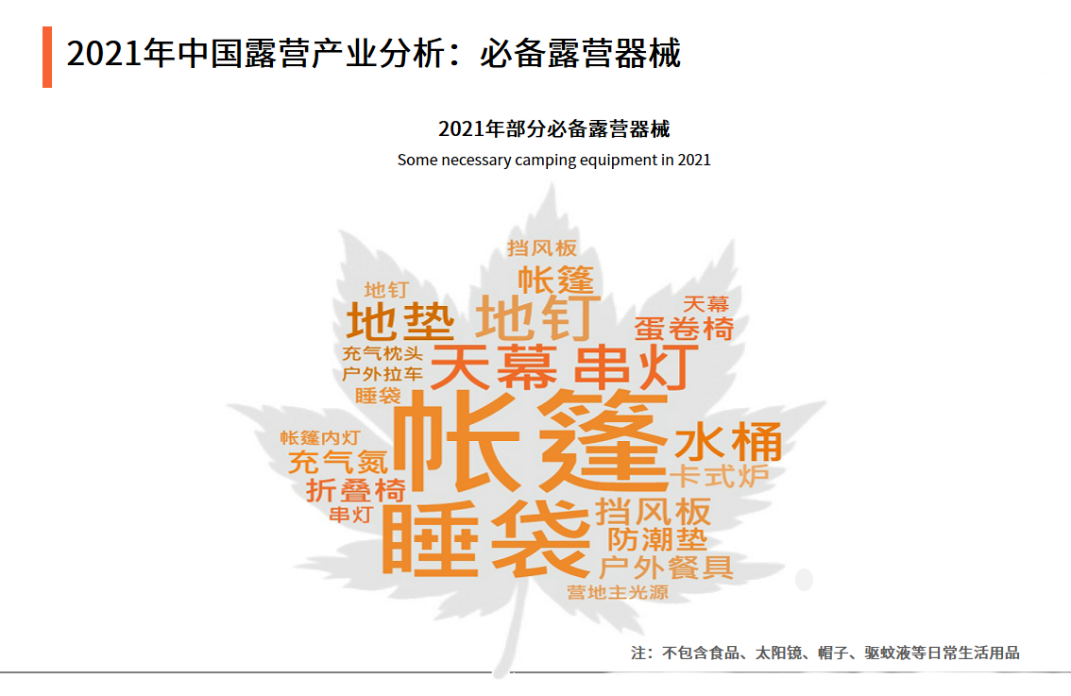 2021年中国露营产业分析：必备露营器械
2021年部分必备露营器械
Some necessary camping equipment in 2021
挡风板
帐篷
地钉
天幕
地垫
地钉
蛋卷椅
充气枕头
天幕
串灯
户外拉车
睡袋
帐篷
水桶
帐篷内灯
充气氮
卡式炉
折叠椅
串灯
睡袋
挡风板
防潮垫
户外餐具
营地主光源
注：不包含食品、太阳镜、帽子、驱蚊液等日常生活用品